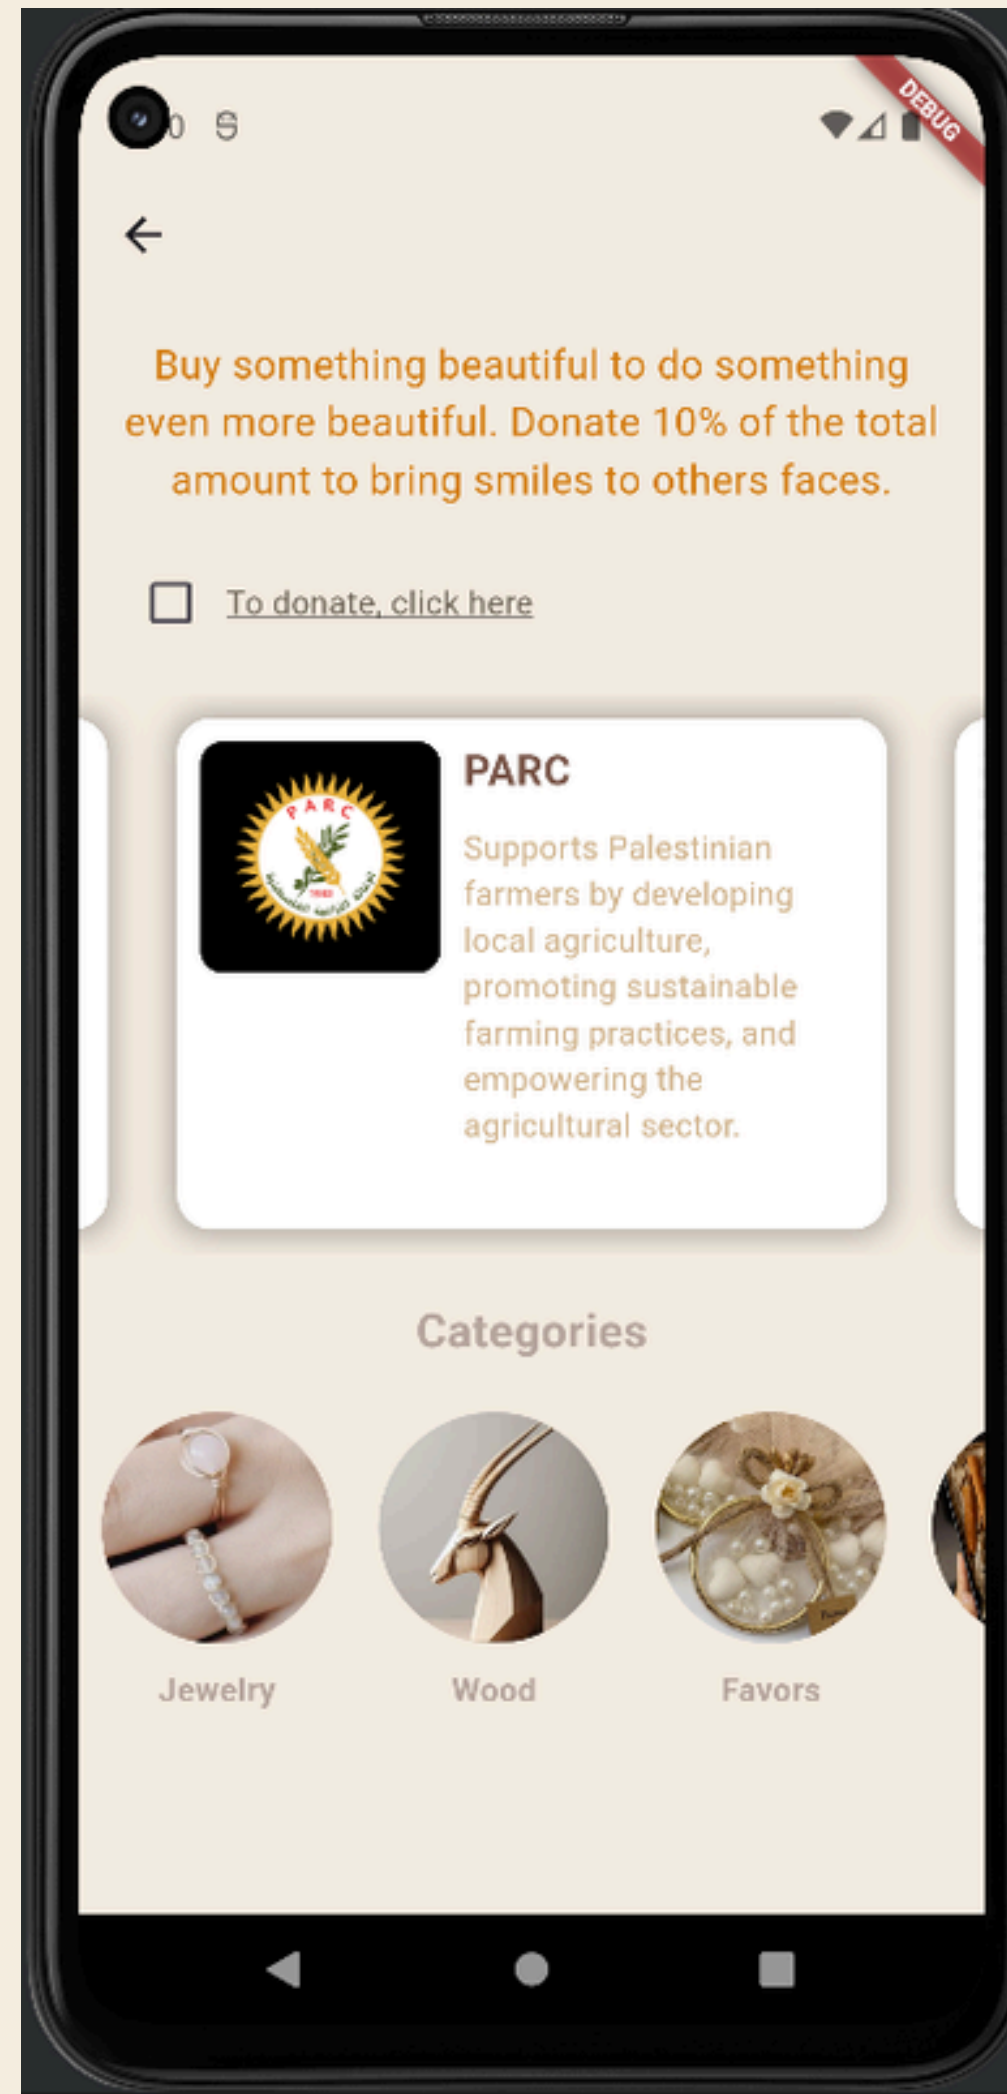 DEBUG
Buy something beautiful to do something
even more beautiful. Donate 10% of the total
amount to bring smiles to others faces.
To donate, click here
PARC
PARC
Supports Palestinian
farmers by developing
local agriculture,
promoting sustainable
farming practices, and
empowering the
agricultural sector.
Categories
Jewelry
Wood
Favors